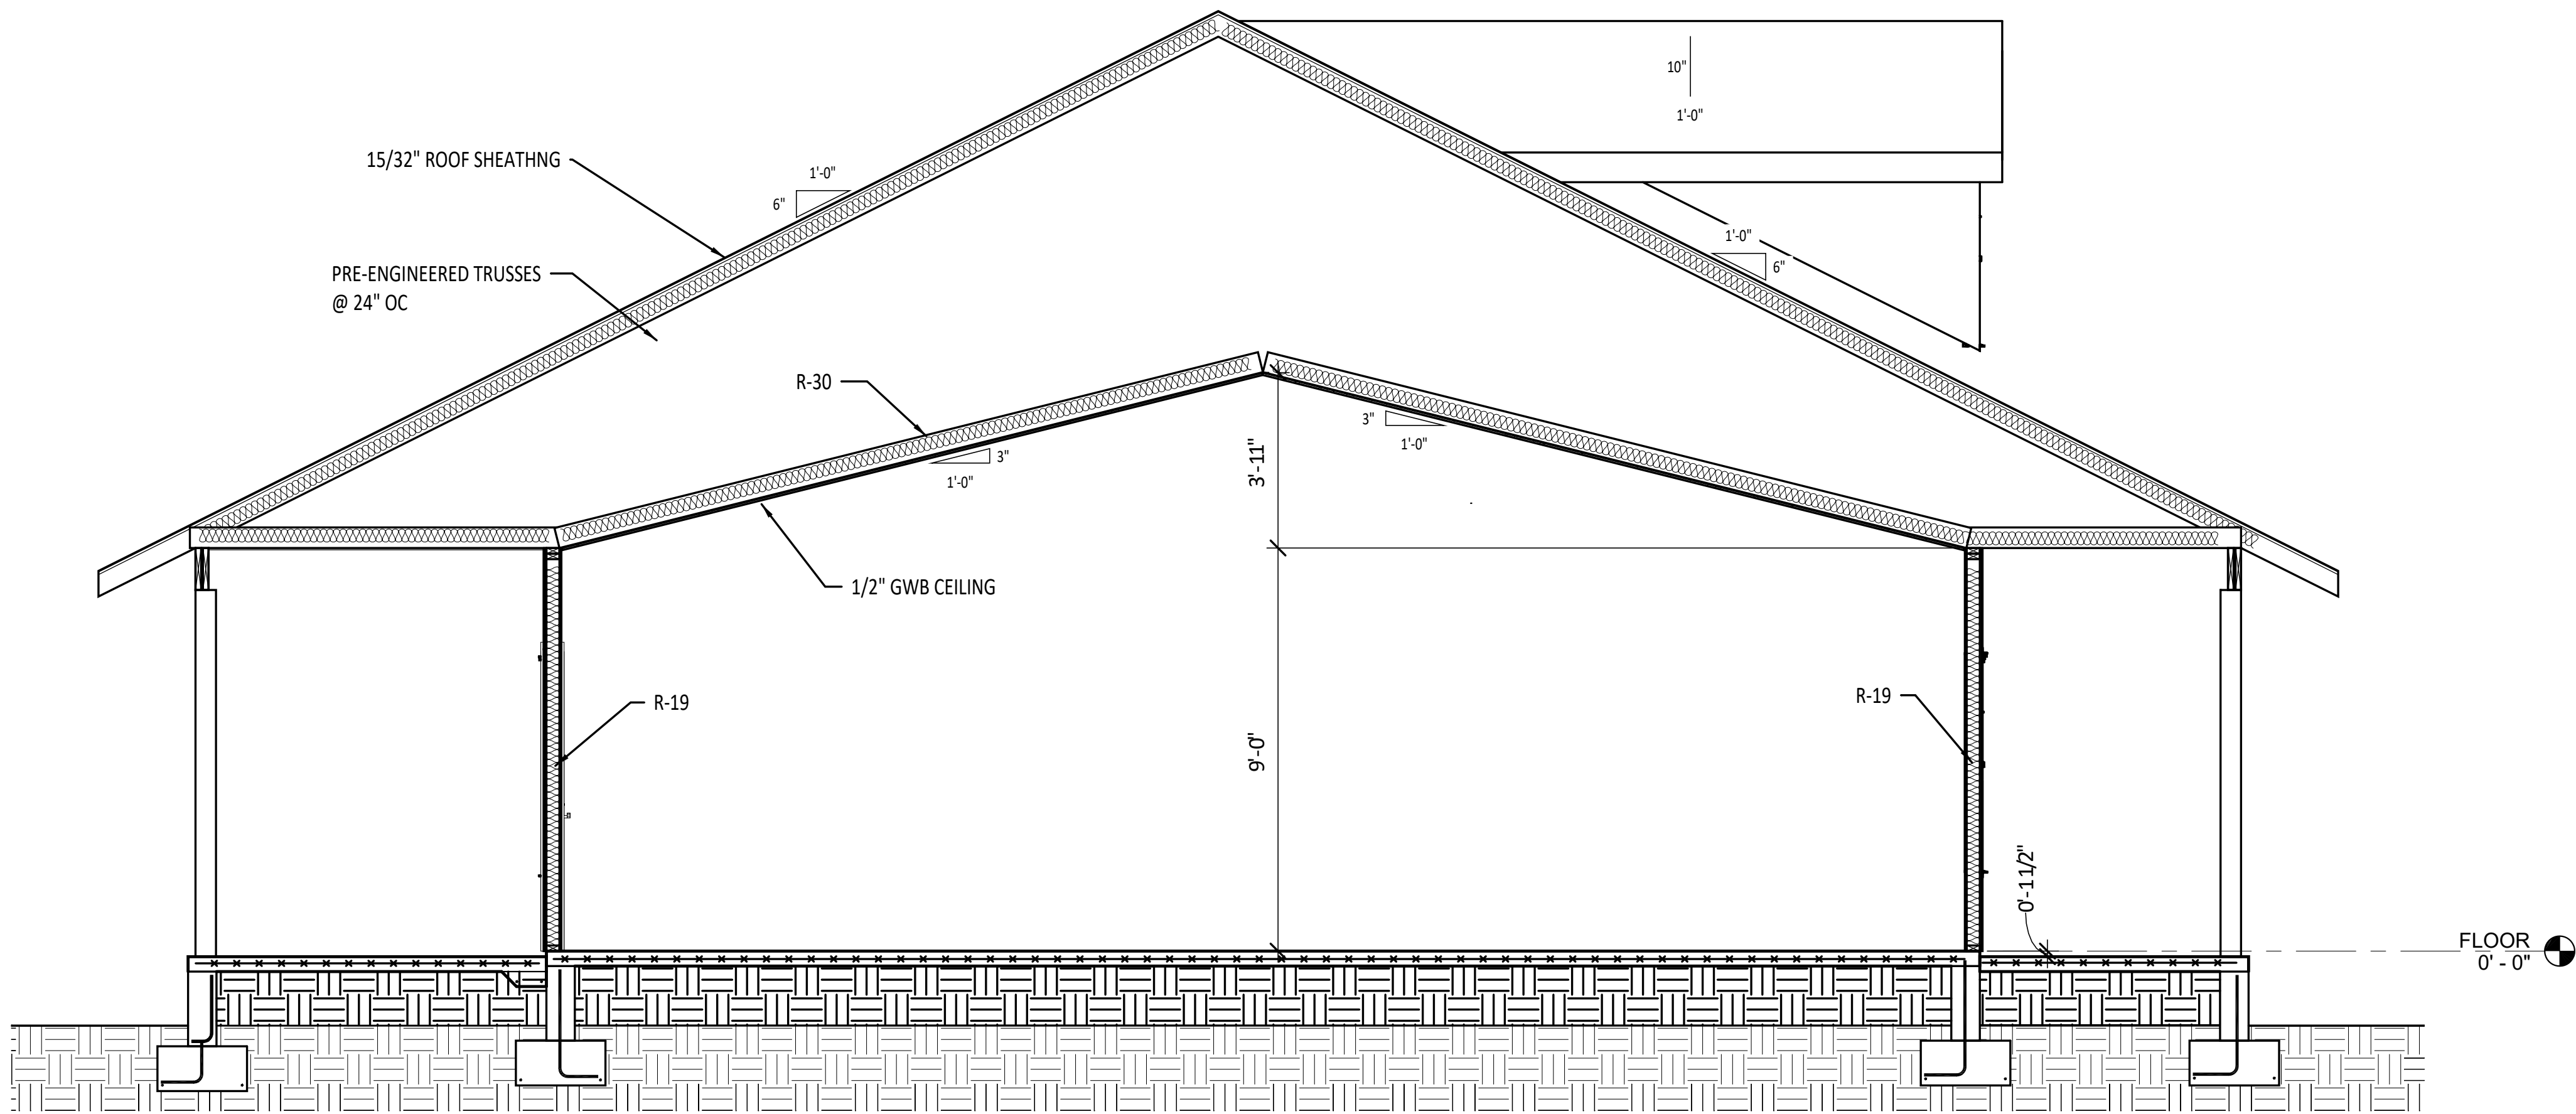 10"
1'-0"
15/32" ROOF SHEATHNG
1'-0"
6"
1'-0"
6"
PRE-ENGINEERED TRUSSES
@ 24" OC
R-30
3"
1'-0"
3"
1'-0"
3'-11"
1/2" GWB CEILING
R-19
R-19
9'-0"
0'-1 1/2"
FLOOR
0' - 0"